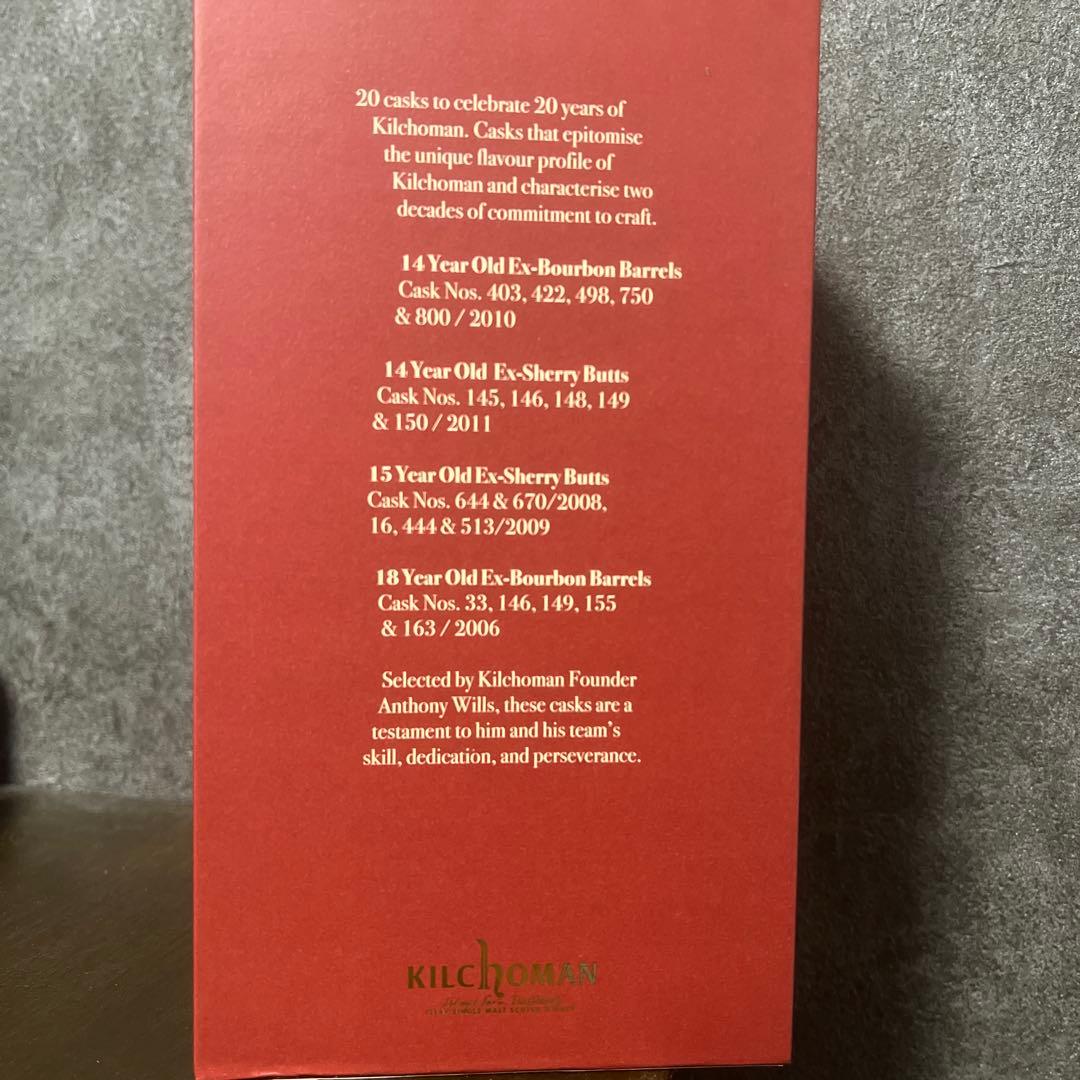 20 casks to celebrate 20 years of
Kilchoman. Casks that epitomise
the unique flavour profile of
Kilchoman and characterise two
decades of commitment to craft.
14 Year Old Ex-Bourbon Barrels
Cask Nos. 403, 422, 498, 750
& 800 / 2010
14 Year Old Ex-Sherry Butts
Cask Nos. 145, 146, 148, 149
& 150 / 2011
15 Year Old Ex-Sherry Butts
Cask Nos. 644 & 670/2008,
16, 444 & 513/2009
18 Year Old Ex-Bourbon Barrels
Cask Nos. 33, 146, 149, 155
& 163 / 2006
Selected by Kilchoman Founder
Anthony Wills, these casks are a
testament to him and his team's
skill, dedication, and perseverance.
KILCHOMAN
SINGLE MALT SCOTCH